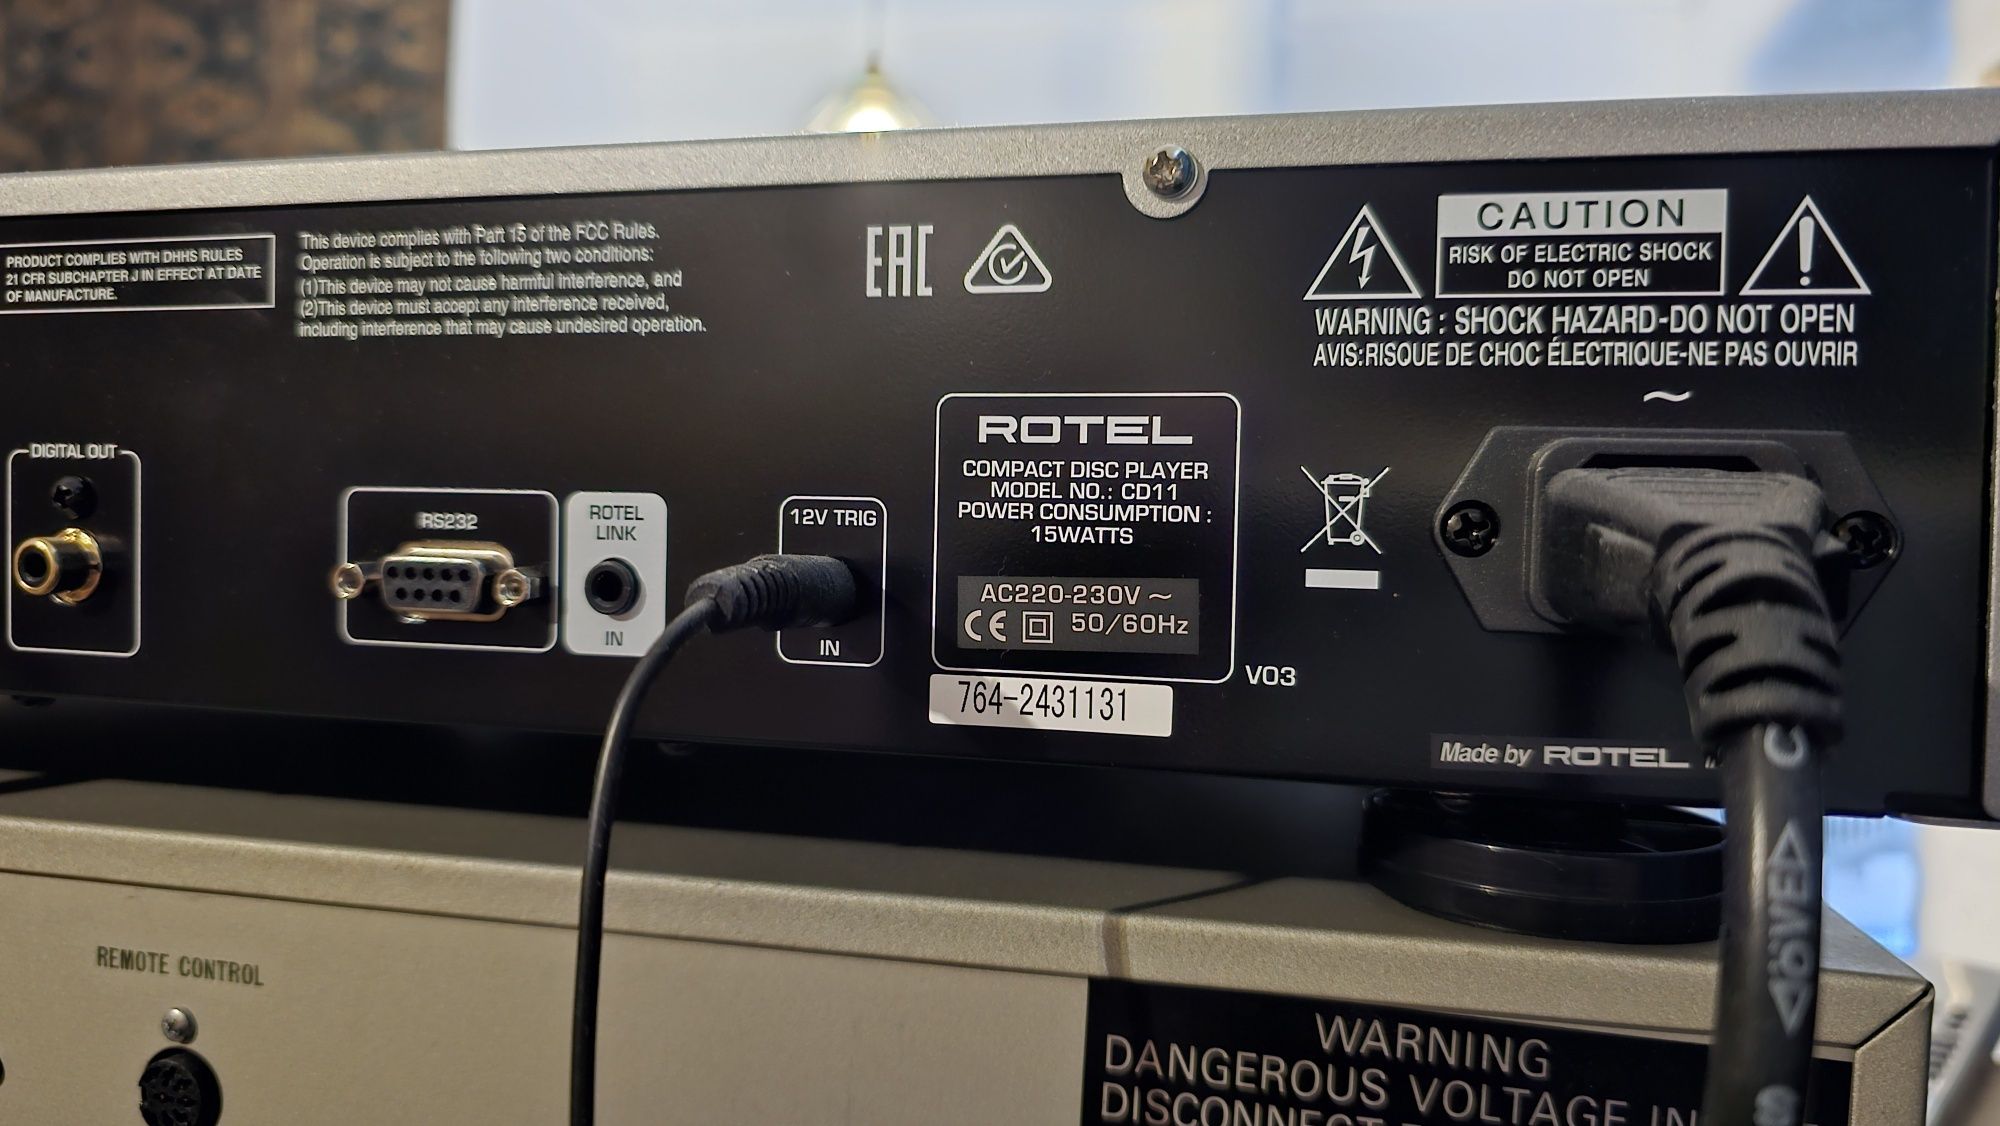 PRODUCT COMPLIES WITH DHHS RULES
21 CFR SUBCHAPTER J IN EFFECT AT DATE
OF MANUFACTURE.
This device complies with Part 15 of the FCC Rules.
Operation is subject to the following two conditions:
(1)This device may not cause harmful interference, and
(2)This device must accept any interference received,
including interference that may cause undesired operation.
EAC
CAUTION
RISK OF ELECTRIC SHOCK
DO NOT OPEN
WARNING : SHOCK HAZARD-DO NOT OPEN
AVIS:RISQUE DE CHOC ÉLECTRIQUE-NE PAS OUVRIR
~
DIGITAL OUT
RS232
ROTEL
LINK
IN
12V TRIG
IN
ROTEL
COMPACT DISC PLAYER
MODEL NO.: CD11
POWER CONSUMPTION :
15WATTS
AC220-230V ~
CE 50/60Hz
V03
764-2431131
Made by ROTEL
<öVE>
REMOTE CONTROL
WARNING
DANGEROUS VOLTAGE IN
DISCONNECT